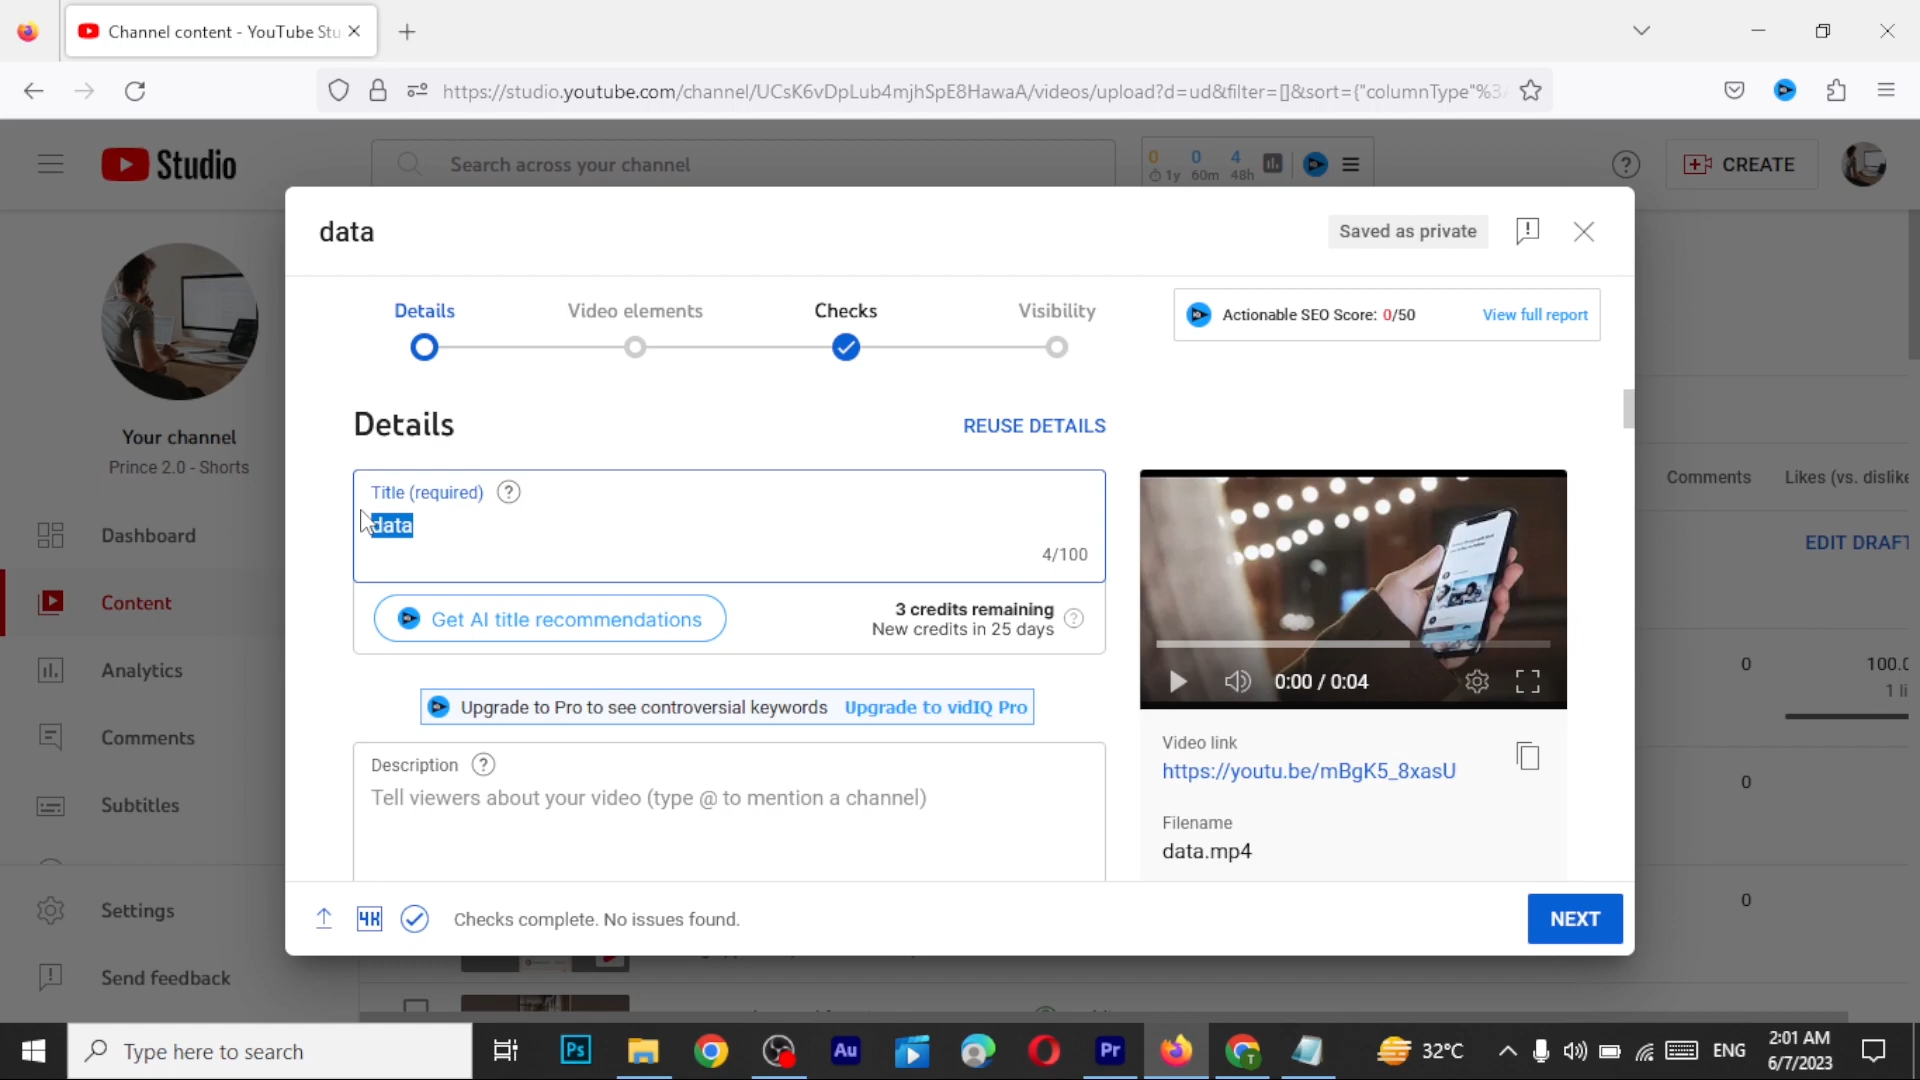 Channel content - YouTube Stu
https://studio.youtube.com/channel/UCsK6vDpLub4mjhSpE8HawaA/videos/upload?d=ud&filter=[]&sort={"columnType"%3A
Studio
Search across your channel
0 0 4
1y 60m 48h
CREATE
data
Saved as private
Details
Video elements
Checks
Visibility
Actionable SEO Score: 0/50
View full report
Your channel
Prince 2.0 - Shorts
Details
REUSE DETAILS
Comments
Likes (vs. dislike
Title (required)
data
4/100
Dashboard
EDIT DRAFT
Content
Get AI title recommendations
3 credits remaining
New credits in 25 days
Analytics
0
100.0
1 li
0:00 / 0:04
Upgrade to Pro to see controversial keywords
Upgrade to vidIQ Pro
Comments
Video link
https://youtu.be/mBgK5_8xasU
Description
Tell viewers about your video (type @ to mention a channel)
0
Subtitles
Filename
data.mp4
Settings
0
4K
Checks complete. No issues found.
NEXT
Send feedback
Type here to search
Ps
Au
Pr
T
32°C
ENG
2:01 AM
6/7/2023